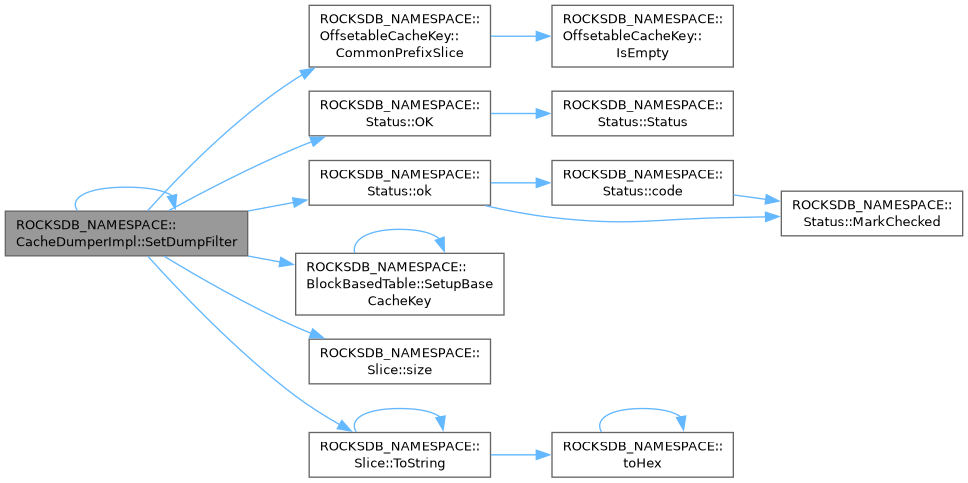 ROCKSDB_NAMESPACE::
OffsetableCacheKey::
CommonPrefixSlice
ROCKSDB_NAMESPACE::
OffsetableCacheKey::
IsEmpty
ROCKSDB_NAMESPACE::
Status::OK
ROCKSDB_NAMESPACE::
Status::Status
ROCKSDB_NAMESPACE::
Status::ok
ROCKSDB_NAMESPACE::
Status::code
ROCKSDB_NAMESPACE::
Status::MarkChecked
ROCKSDB_NAMESPACE::
CacheDumperImpl::SetDumpFilter
ROCKSDB_NAMESPACE::
BlockBasedTable::SetupBase
CacheKey
ROCKSDB_NAMESPACE::
Slice::size
ROCKSDB_NAMESPACE::
Slice::ToString
ROCKSDB_NAMESPACE::
toHex